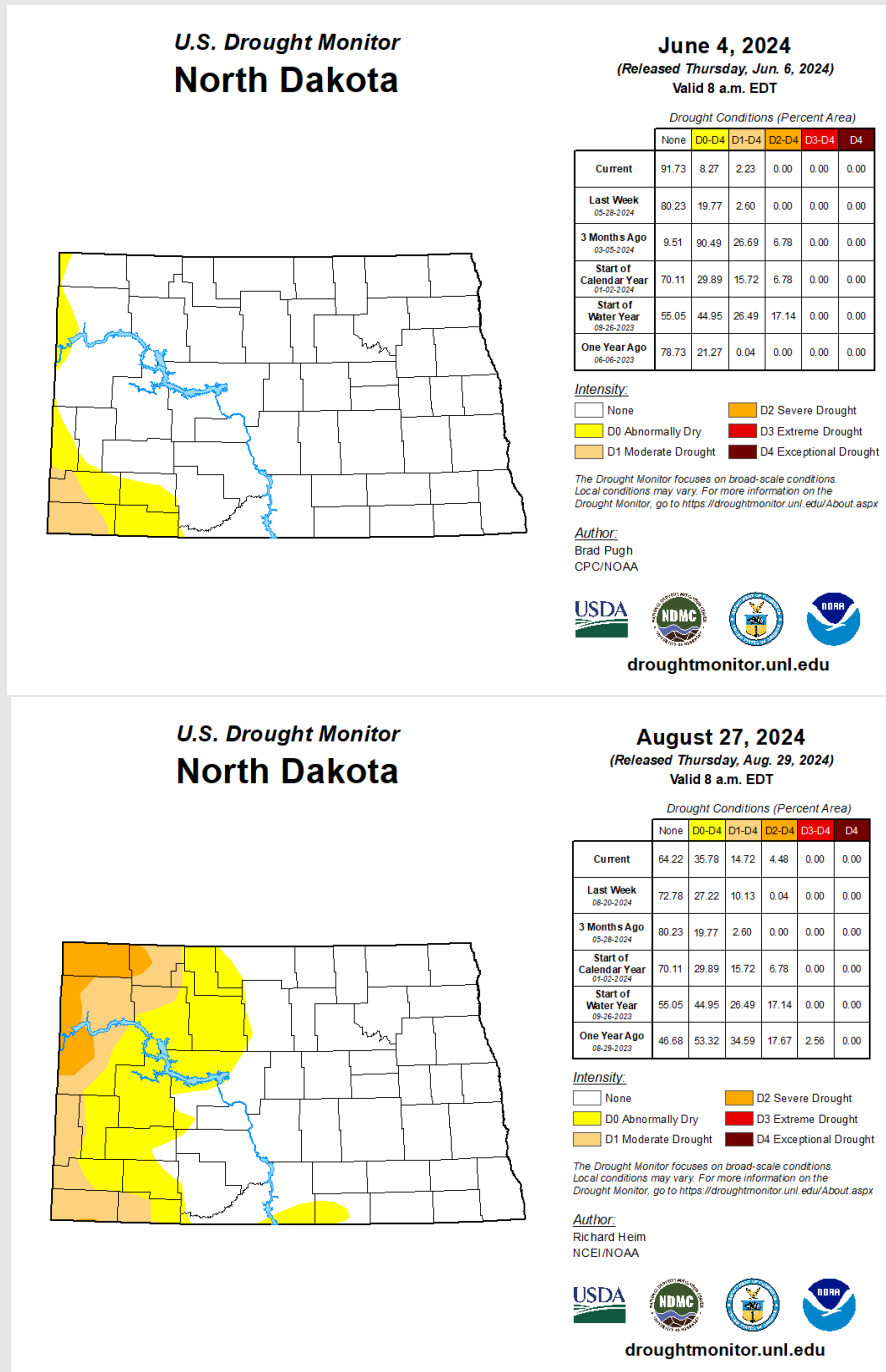 U.S. Drought Monitor
North Dakota
June 4, 2024
(Released Thursday, Jun. 6, 2024)
Valid 8 a.m. EDT
Drought Conditions (Percent Area)
None D0-D4 D1-D4 D2-D4 D3-D4 D4
Current 91.73 8.27 2.23 0.00 0.00 0.00
Last Week
05-28-2024 80.23 19.77 2.60 0.00 0.00 0.00
3 Months Ago
03-05-2024 9.51 90.49 26.69 6.78 0.00 0.00
Start of
Calendar Year
01-02-2024 70.11 29.89 15.72 6.78 0.00 0.00
Start of
Water Year
09-26-2023 55.05 44.95 26.49 17.14 0.00 0.00
One Year Ago
06-06-2023 78.73 21.27 0.04 0.00 0.00 0.00
Intensity:
None D2 Severe Drought
D0 Abnormally Dry D3 Extreme Drought
D1 Moderate Drought D4 Exceptional Drought
The Drought Monitor focuses on broad-scale conditions.
Local conditions may vary. For more information on the
Drought Monitor, go to https://droughtmonitor.unl.edu/About.aspx
Author:
Brad Pugh
CPC/NOAA
USDA NDMC NOAA
droughtmonitor.unl.edu
U.S. Drought Monitor
North Dakota
August 27, 2024
(Released Thursday, Aug. 29, 2024)
Valid 8 a.m. EDT
Drought Conditions (Percent Area)
None D0-D4 D1-D4 D2-D4 D3-D4 D4
Current 64.22 35.78 14.72 4.48 0.00 0.00
Last Week
08-20-2024 72.78 27.22 10.13 0.04 0.00 0.00
3 Months Ago
05-28-2024 80.23 19.77 2.60 0.00 0.00 0.00
Start of
Calendar Year
01-02-2024 70.11 29.89 15.72 6.78 0.00 0.00
Start of
Water Year
09-26-2023 55.05 44.95 26.49 17.14 0.00 0.00
One Year Ago
08-29-2023 46.68 53.32 34.59 17.67 2.56 0.00
Intensity:
None D2 Severe Drought
D0 Abnormally Dry D3 Extreme Drought
D1 Moderate Drought D4 Exceptional Drought
The Drought Monitor focuses on broad-scale conditions.
Local conditions may vary. For more information on the
Drought Monitor, go to https://droughtmonitor.unl.edu/About.aspx
Author:
Richard Heim
NCEI/NOAA
USDA NDMC NOAA
droughtmonitor.unl.edu